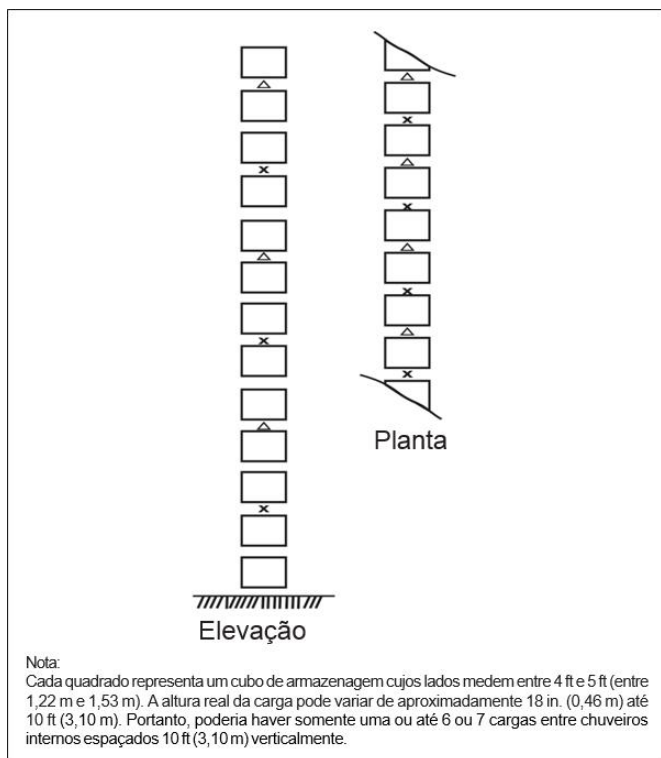 Planta
Elevação
Nota:
Cada quadrado representa um cubo de armazenagem cujos lados medem entre 4 ft e 5 ft (entre
1,22 m e 1,53 m). A altura real da carga pode variar de aproximadamente 18 in. (0,46 m) até
10 ft (3,10 m). Portanto, poderia haver somente uma ou até 6 ou 7 cargas entre chuveiros
internos espaçados 10 ft (3,10 m) verticalmente.